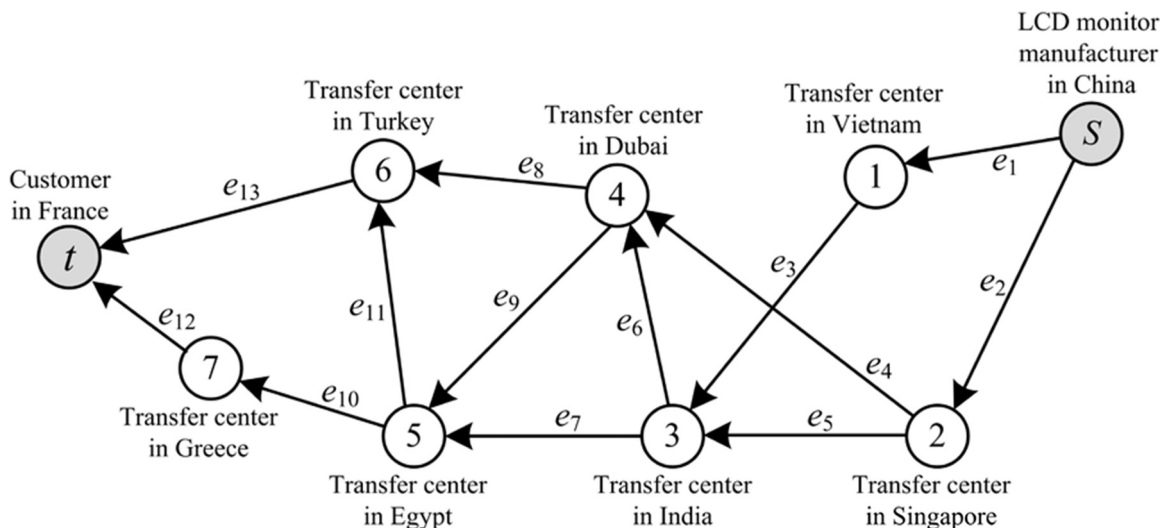 LCD monitor
manufacturer
in China
S
Transfer center
in Vietnam
1
e1
Transfer center
in Turkey
6
Transfer center
in Dubai
4
e8
Customer
in France
t
e13
e3
e2
e11
e9
e6
e4
e12
7
e10
Transfer center
in Greece
5
e7
3
e5
2
Transfer center
in Egypt
Transfer center
in India
Transfer center
in Singapore